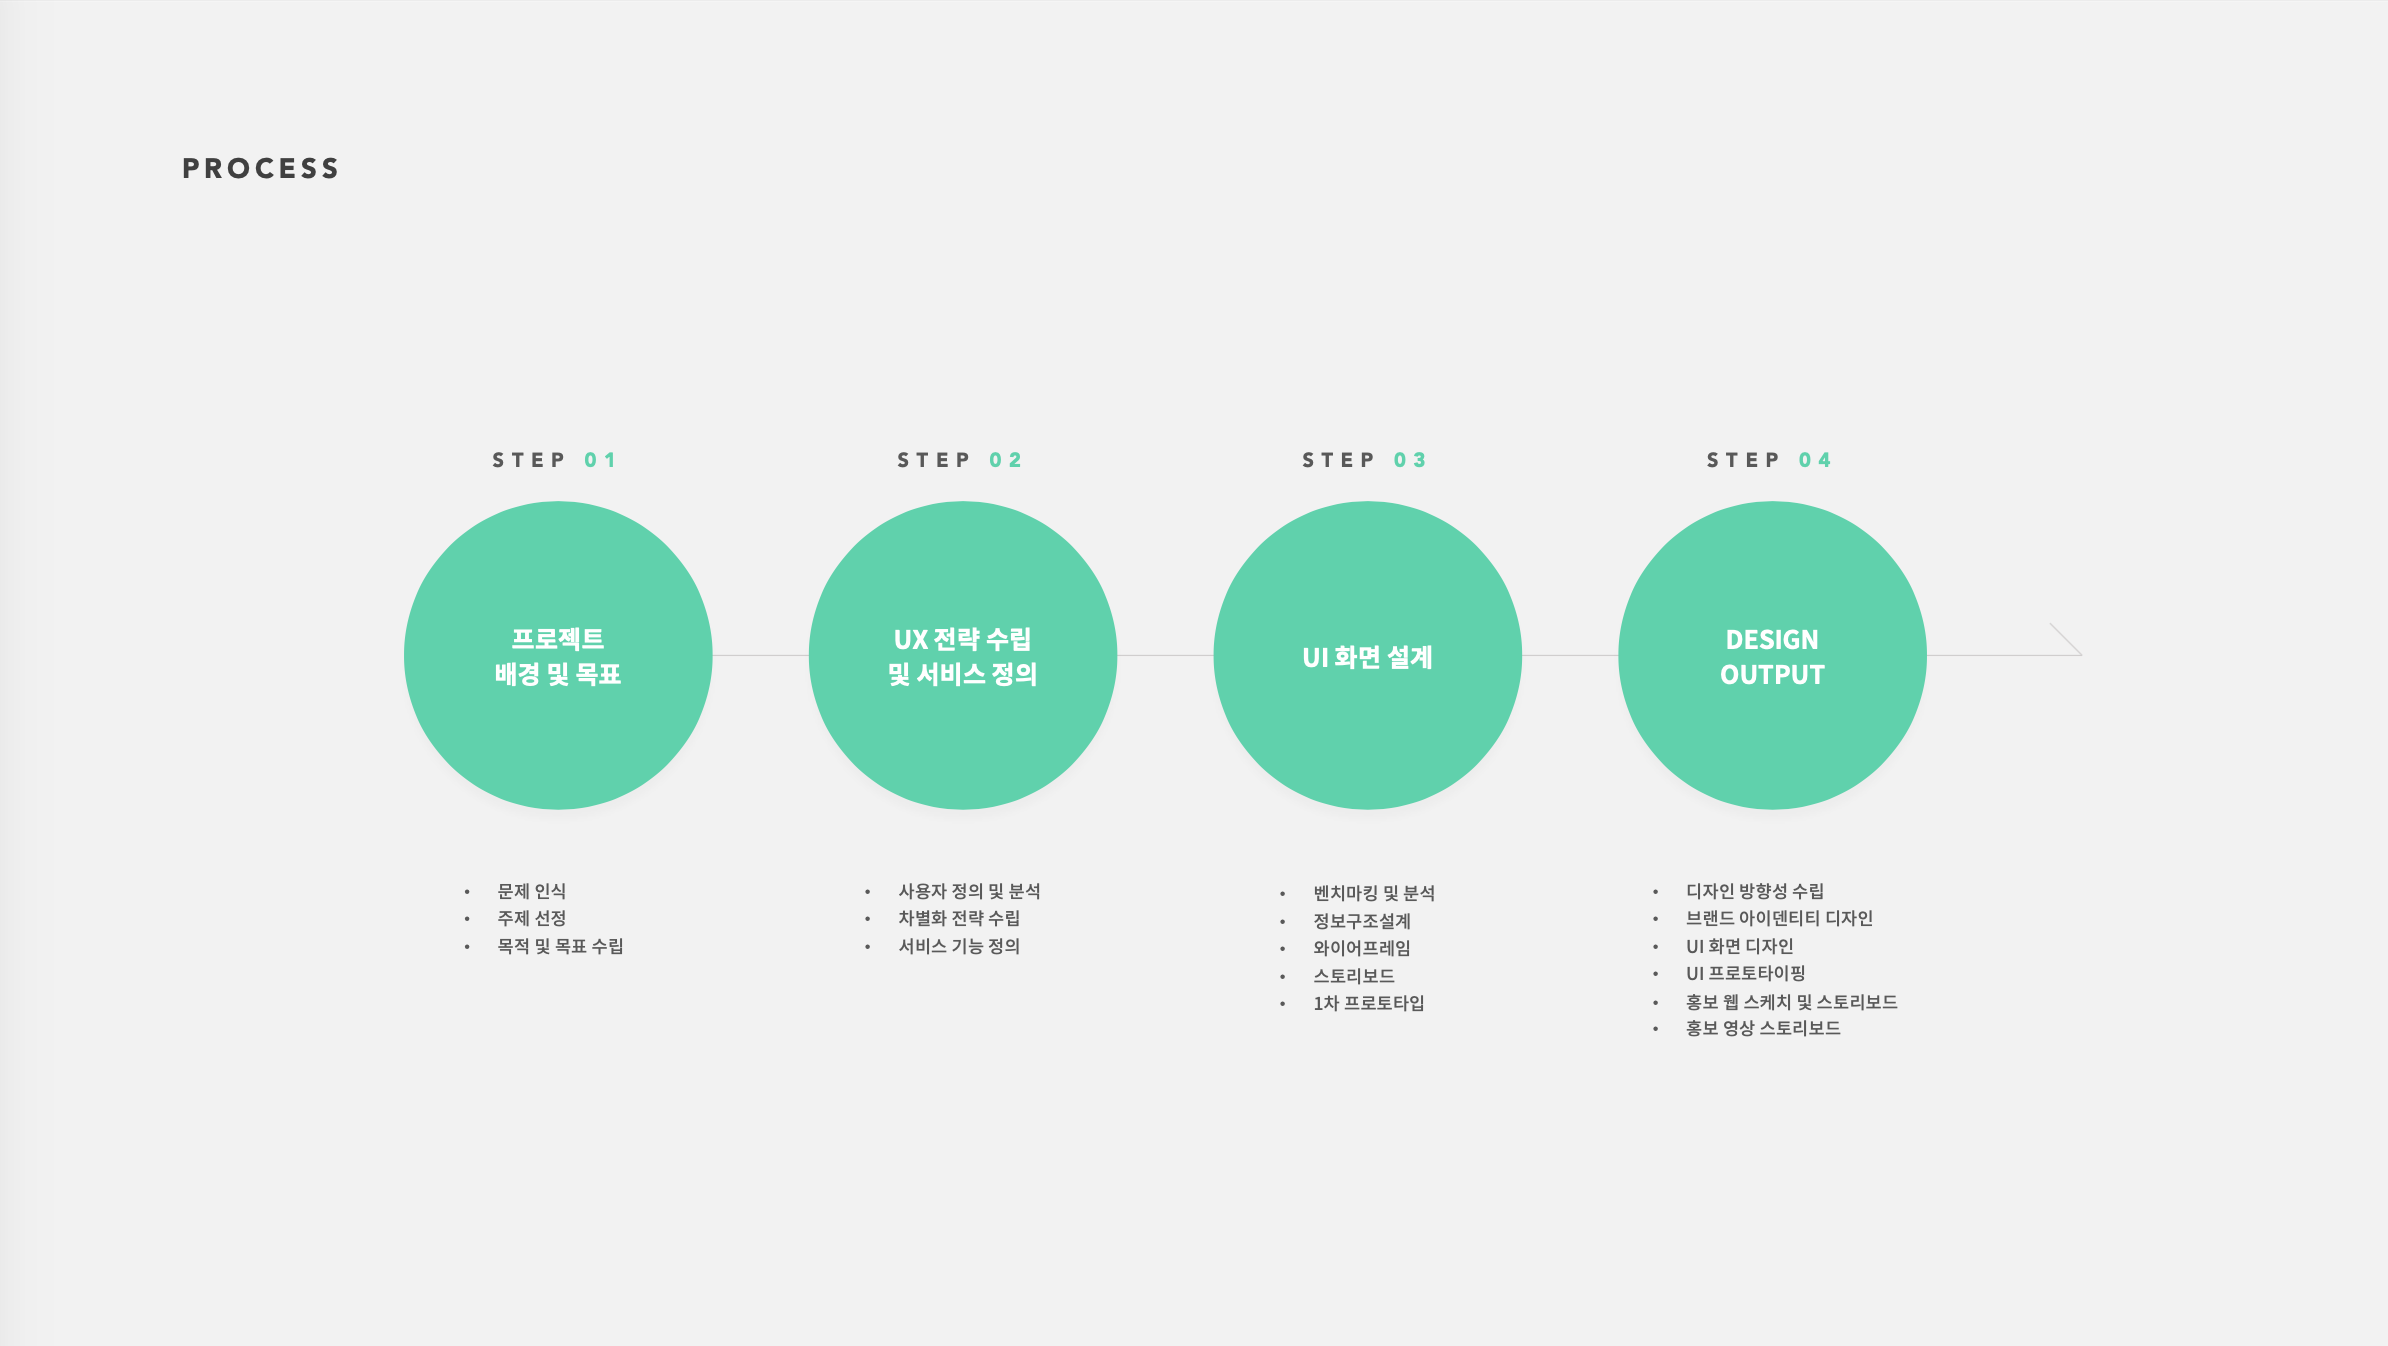 PROCESS
STEP 01
프로젝트
배경 및 목표
• 문제 인식
• 주제 선정
• 목적 및 목표 수립
STEP 02
UX 전략 수립
및 서비스 정의
• 사용자 정의 및 분석
• 차별화 전략 수립
• 서비스 기능 정의
STEP 03
UI 화면 설계
• 벤치마킹 및 분석
• 정보구조설계
• 와이어프레임
• 스토리보드
• 1차 프로토타입
STEP 04
DESIGN
OUTPUT
• 디자인 방향성 수립
• 브랜드 아이덴티티 디자인
• UI 화면 디자인
• UI 프로토타이핑
• 홍보 웹 스케치 및 스토리보드
• 홍보 영상 스토리보드